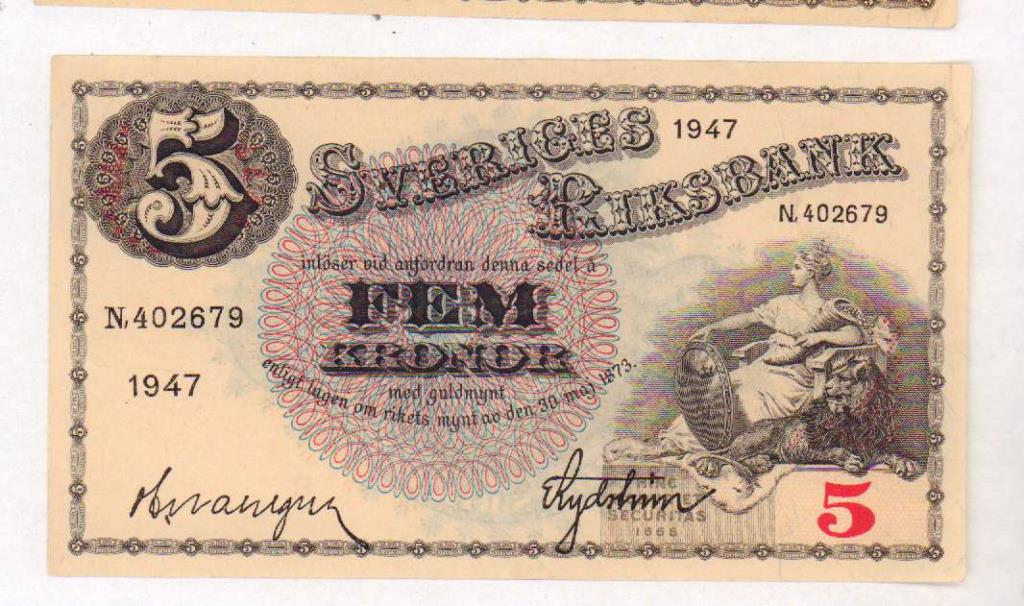 5
SVERIGES
1947
RIKSBANK
N.402679
inlöser vid anfordran denna sedel à
FEM
KRONOR
N.402679
1947
med guldmynt
enligt lagen om rikets mynt av den 30 maj 1873.
SECURITAS
1668
5